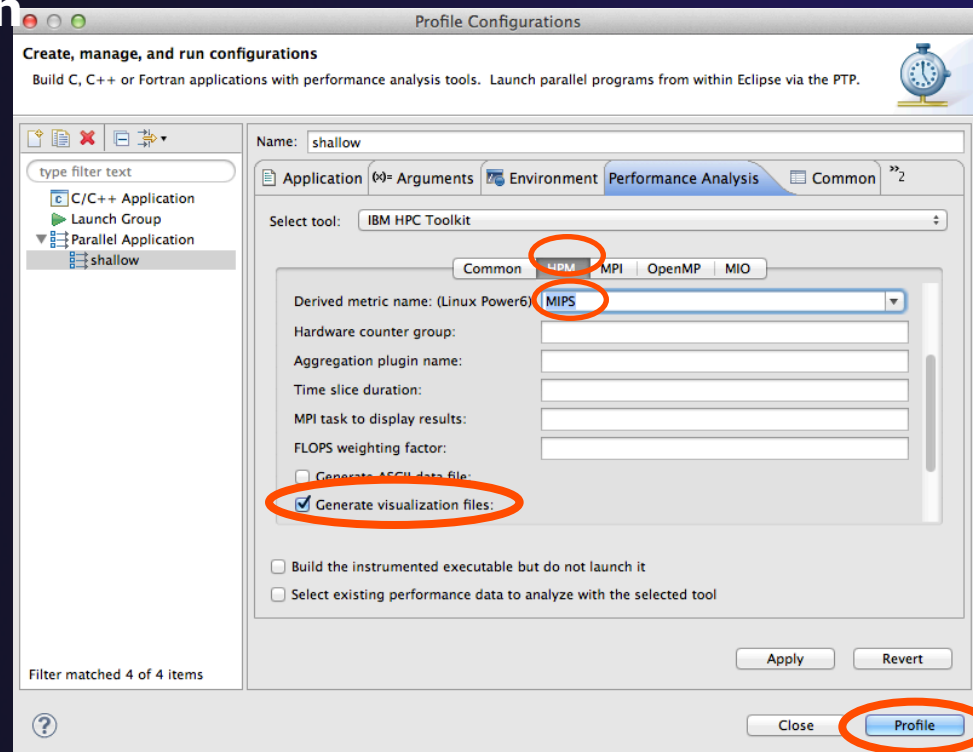 n
Profile Configurations
Create, manage, and run configurations
Build C, C++ or Fortran applications with performance analysis tools.  Launch parallel programs from within Eclipse via the PTP.
Name: shallow
type filter text
C/C++ Application
Launch Group
Parallel Application
shallow
Filter matched 4 of 4 items
Application (x)= Arguments Environment Performance Analysis Common »2
Select tool: IBM HPC Toolkit
Common HPM MPI OpenMP MIO
Derived metric name: (Linux Power6) MIPS
Hardware counter group:
Aggregation plugin name:
Time slice duration:
MPI task to display results:
FLOPS weighting factor:
Generate ASCII data file:
Generate visualization files:
Build the instrumented executable but do not launch it
Select existing performance data to analyze with the selected tool
Apply Revert
? Close Profile